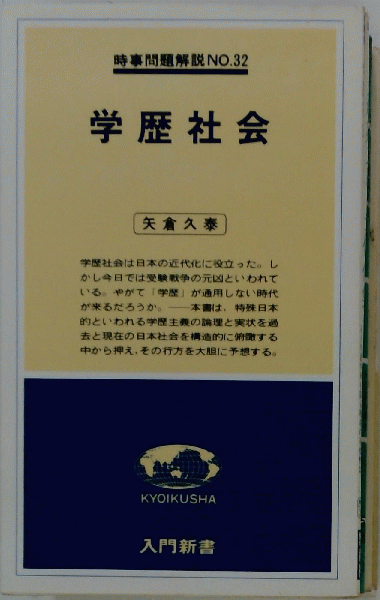 時事問題解説NO.32
学歴社会
矢倉久泰
学歴社会は日本の近代化に役立った。し
かし今日では受験戦争の元凶といわれて
いる。やがて「学歴」が通用しない時代
が来るだろうか。――本書は、特殊日本
的といわれる学歴主義の論理と実状を過
去と現在の日本社会を構造的に俯瞰する
中から押え、その行方を大胆に予想する。
KYOIKUSHA
入門新書